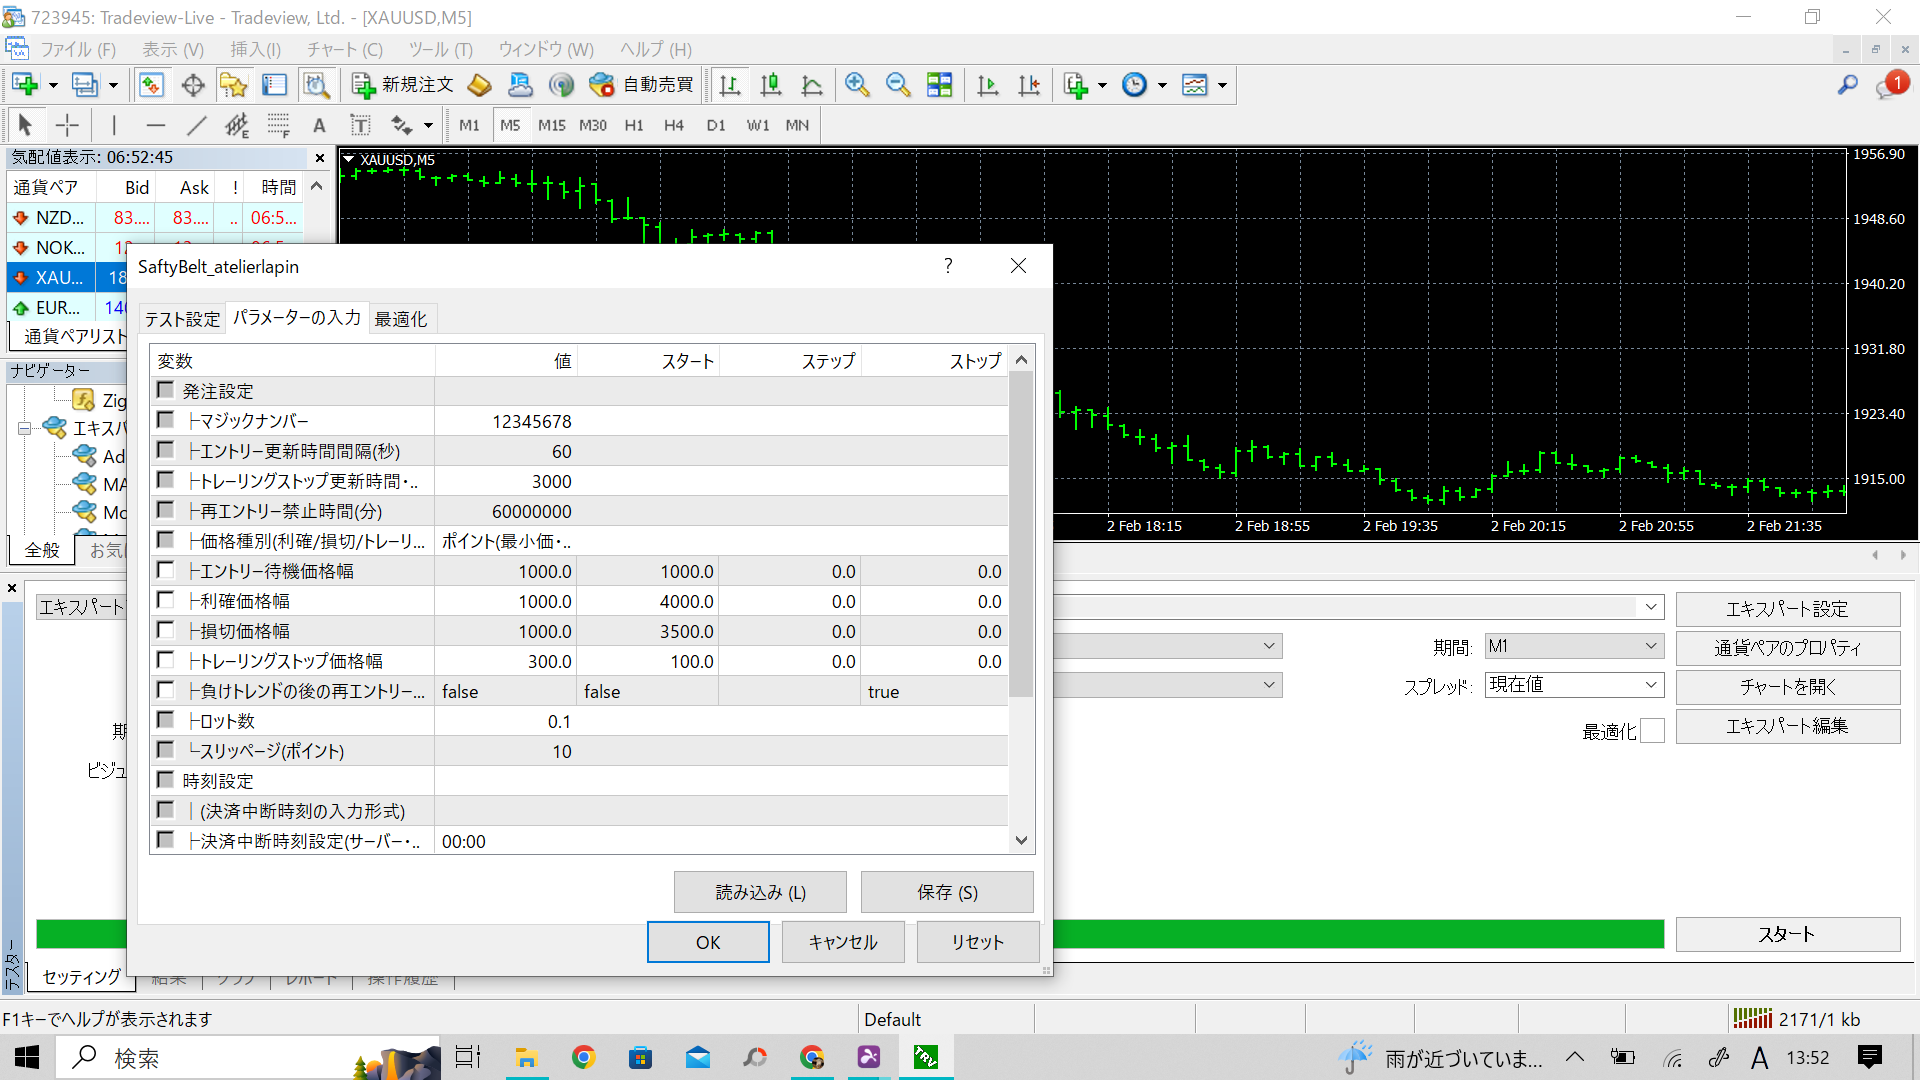 723945: Tradeview-Live - Tradeview, Ltd. - [XAUUSD,M5]
ファイル (F) 表示 (V) 挿入(I) チャート (C) ツール (T) ウィンドウ (W) ヘルプ (H)
新規注文 自動売買 1
A T M1 M5 M15 M30 H1 H4 D1 W1 MN
気配値表示: 06:52:45
通貨ペア Bid Ask ! 時間
NZD... 83.... 83.... .. 06:5...
NOK...
XAU... 18
EUR... 140
通貨ペアリスト
ナビゲーター
Zig
エキスパ
Ad
MA
Mo
全般 お気
XAUUSD,M5
1956.90
1948.60
1940.20
1931.80
1923.40
1915.00
2 Feb 18:15 2 Feb 18:55 2 Feb 19:35 2 Feb 20:15 2 Feb 20:55 2 Feb 21:35
SaftyBelt_atelierlapin
テスト設定 パラメーターの入力 最適化
変数 値 スタート ステップ ストップ
発注設定
├マジックナンバー 12345678
├エントリー更新時間間隔(秒) 60
├トレーリングストップ更新時間･.. 3000
├再エントリー禁止時間(分) 60000000
├価格種別(利確/損切/トレーリ... ポイント(最小価･..
├エントリー待機価格幅 1000.0 1000.0 0.0 0.0
├利確価格幅 1000.0 4000.0 0.0 0.0
├損切価格幅 1000.0 3500.0 0.0 0.0
├トレーリングストップ価格幅 300.0 100.0 0.0 0.0
├負けトレンドの後の再エントリー... false false true
├ロット数 0.1
└スリッページ(ポイント) 10
時刻設定
│(決済中断時刻の入力形式)
├決済中断時刻設定(サーバー･.. 00:00
読み込み (L) 保存 (S)
OK キャンセル リセット
エキスパート
期
ビジュ
期間: M1
スプレッド: 現在値
最適化
エキスパート設定
通貨ペアのプロパティ
チャートを開く
エキスパート編集
スタート
テスター
セッティング 結果 グラフ レポート 操作履歴
F1キーでヘルプが表示されます Default 2171/1 kb
検索 TRV 雨が近づいていま... A 13:52